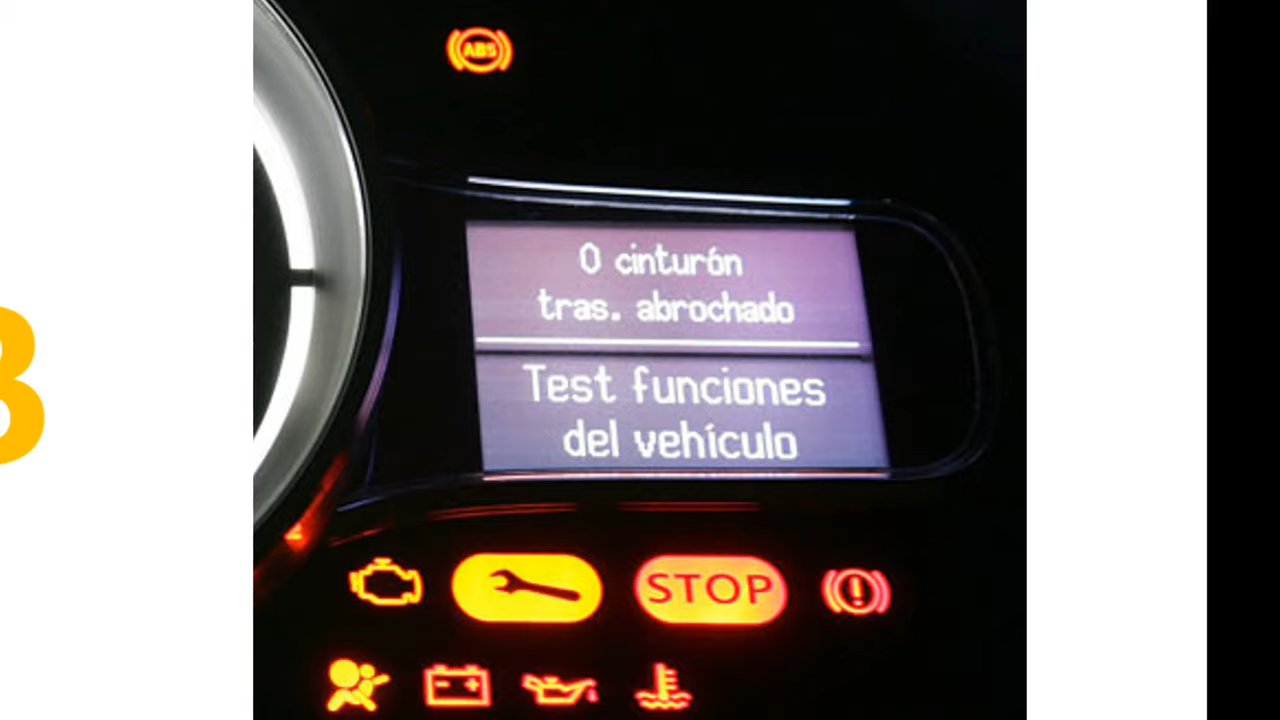 ABS
0 cinturón
tras. abrochado
Test funciones
del vehículo
STOP